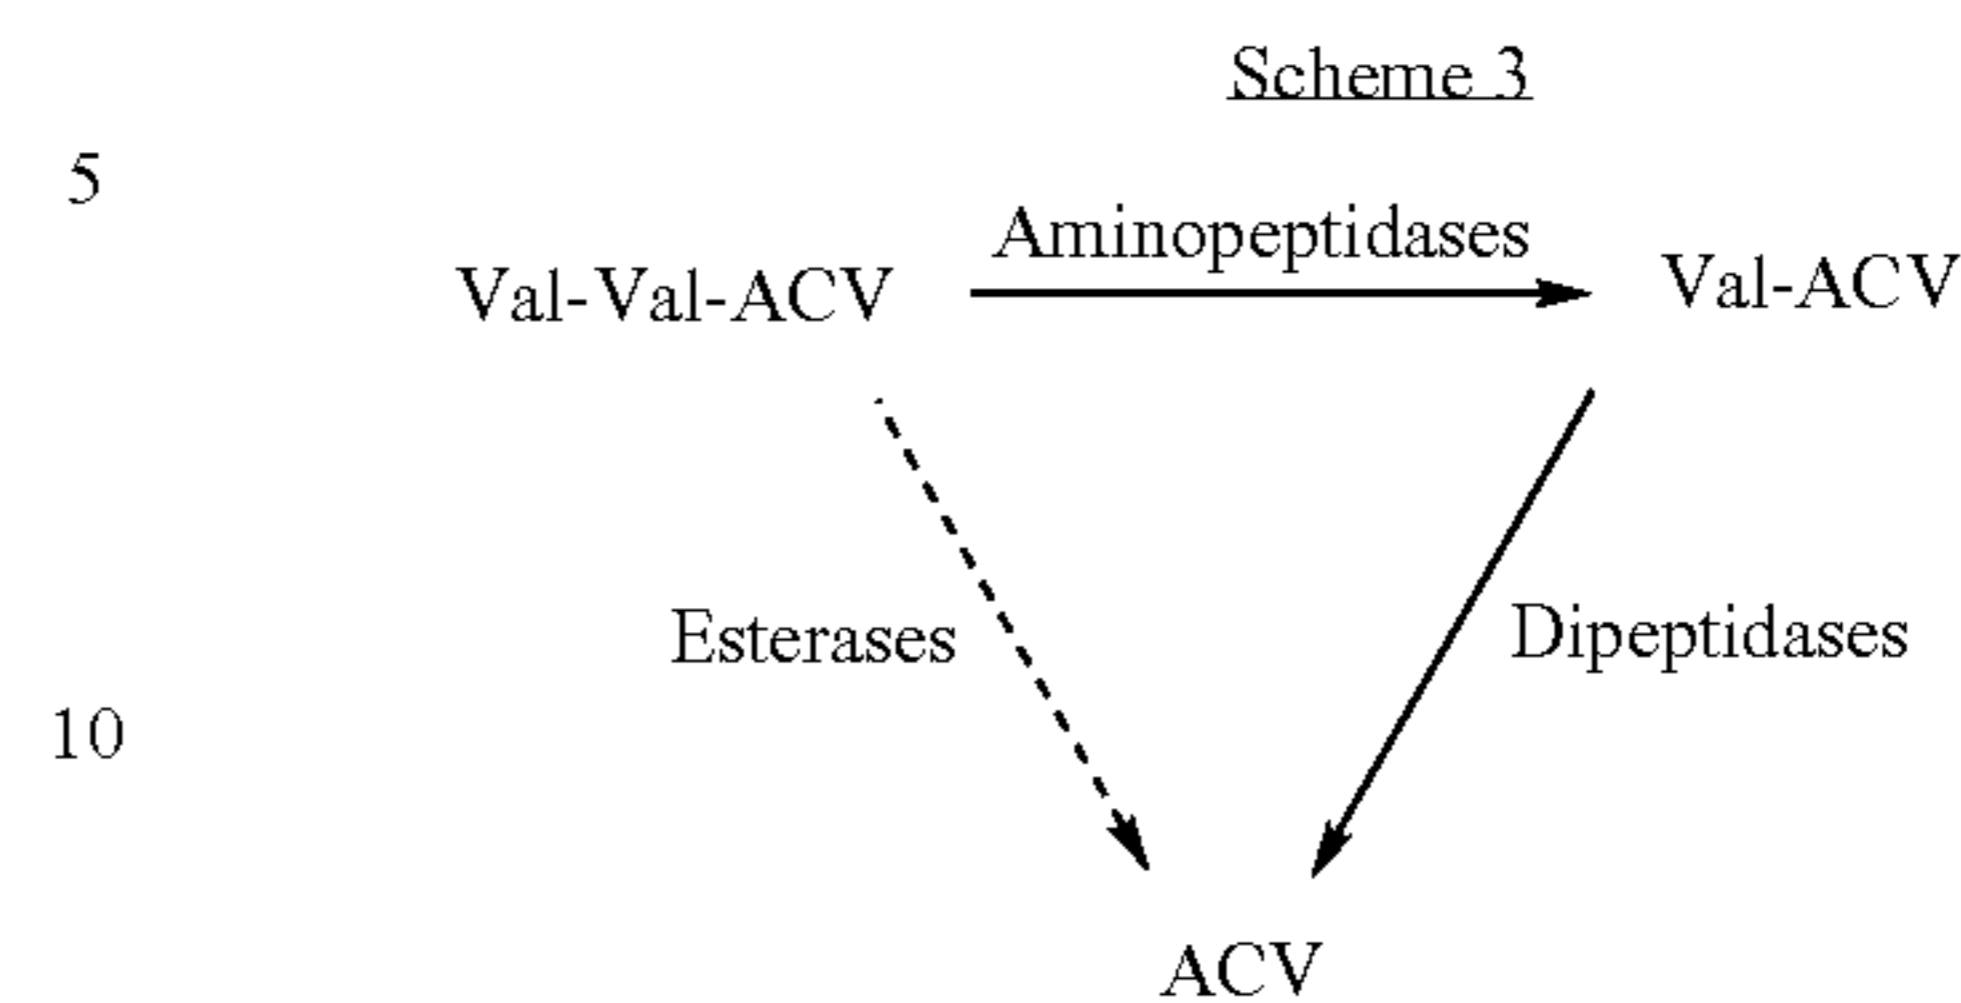 Scheme 3
5
Aminopeptidases
Val-Val-ACV
Val-ACV
Esterases
Dipeptidases
10
ACV